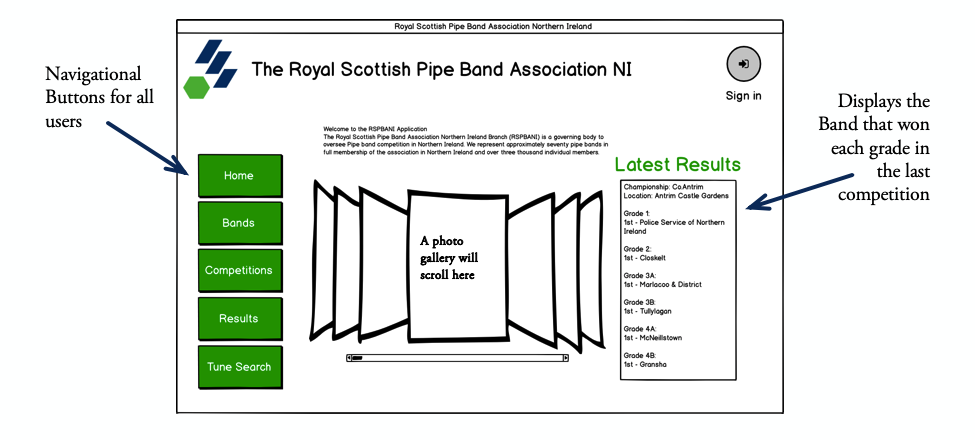 Royal Scottish Pipe Band Association Northern Ireland
The Royal Scottish Pipe Band Association NI
Sign in
Navigational
Buttons for all
users
Displays the
Band that won
each grade in
the last
competition
Welcome to the RSPBANI Application
The Royal Scottish Pipe Band Association Northern Ireland Branch (RSPBANI) is a governing body to
oversee Pipe band competition in Northern Ireland. We represent approximately seventy pipe bands in
full membership of the association in Northern Ireland and over three thousand individual members.
Home
Bands
Competitions
Results
Tune Search
A photo
gallery will
scroll here
Latest Results
Championship: Co.Antrim
Location: Antrim Castle Gardens
Grade 1:
1st - Police Service of Northern
Ireland
Grade 2:
1st - Closkelt
Grade 3A:
1st - Marlacoo & District
Grade 3B:
1st - Tullylagan
Grade 4A:
1st - McNeillstown
Grade 4B:
1st - Gransha